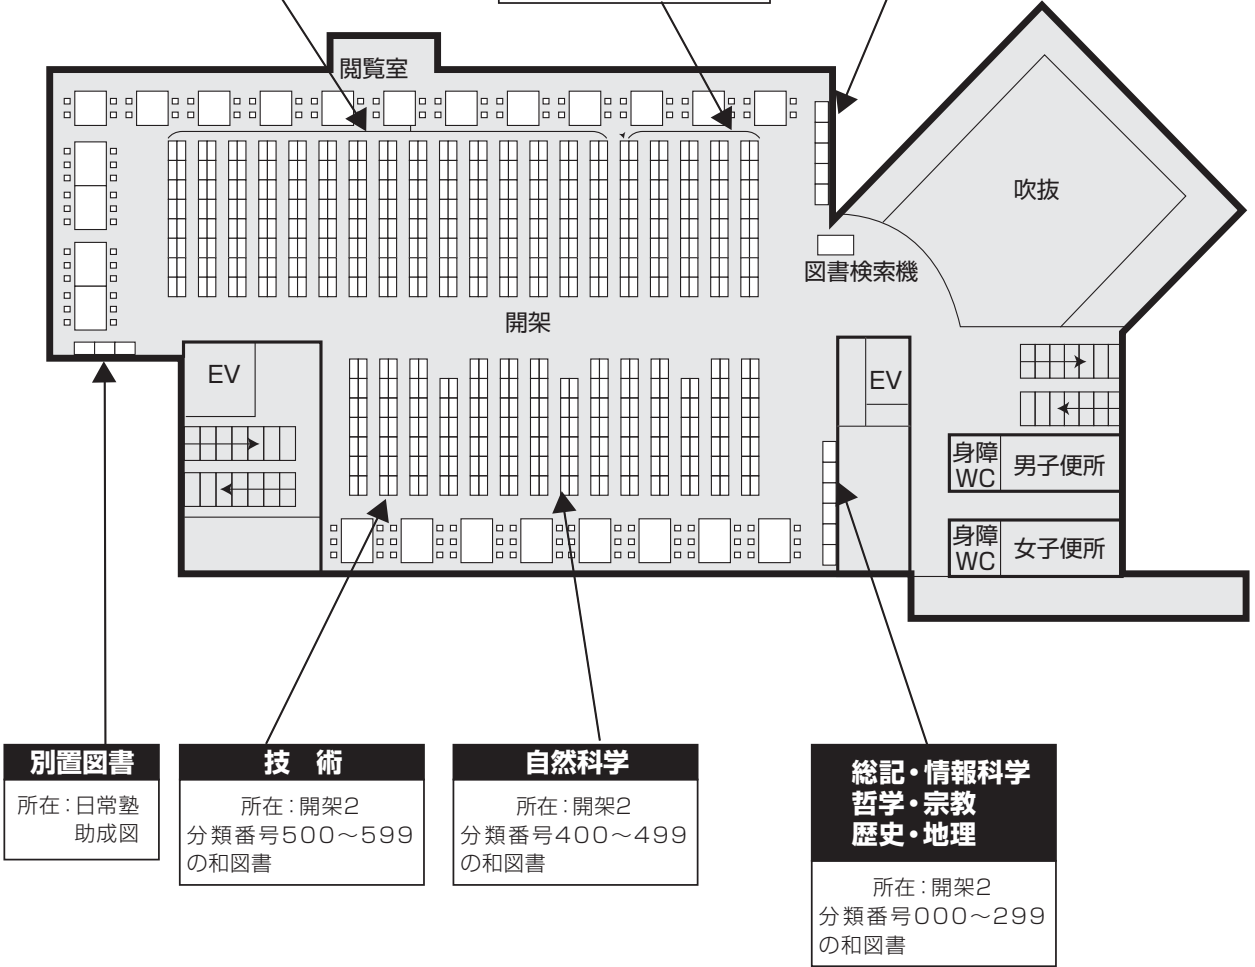 閲覧室
吹抜
図書検索機
開架
EV
EV
身障
WC
男子便所
身障
WC
女子便所
別置図書
所在：日常塾
助成図
技　術
所在：開架2
分類番号500～599
の和図書
自然科学
所在：開架2
分類番号400～499
の和図書
総記・情報科学
哲学・宗教
歴史・地理
所在：開架2
分類番号000～299
の和図書